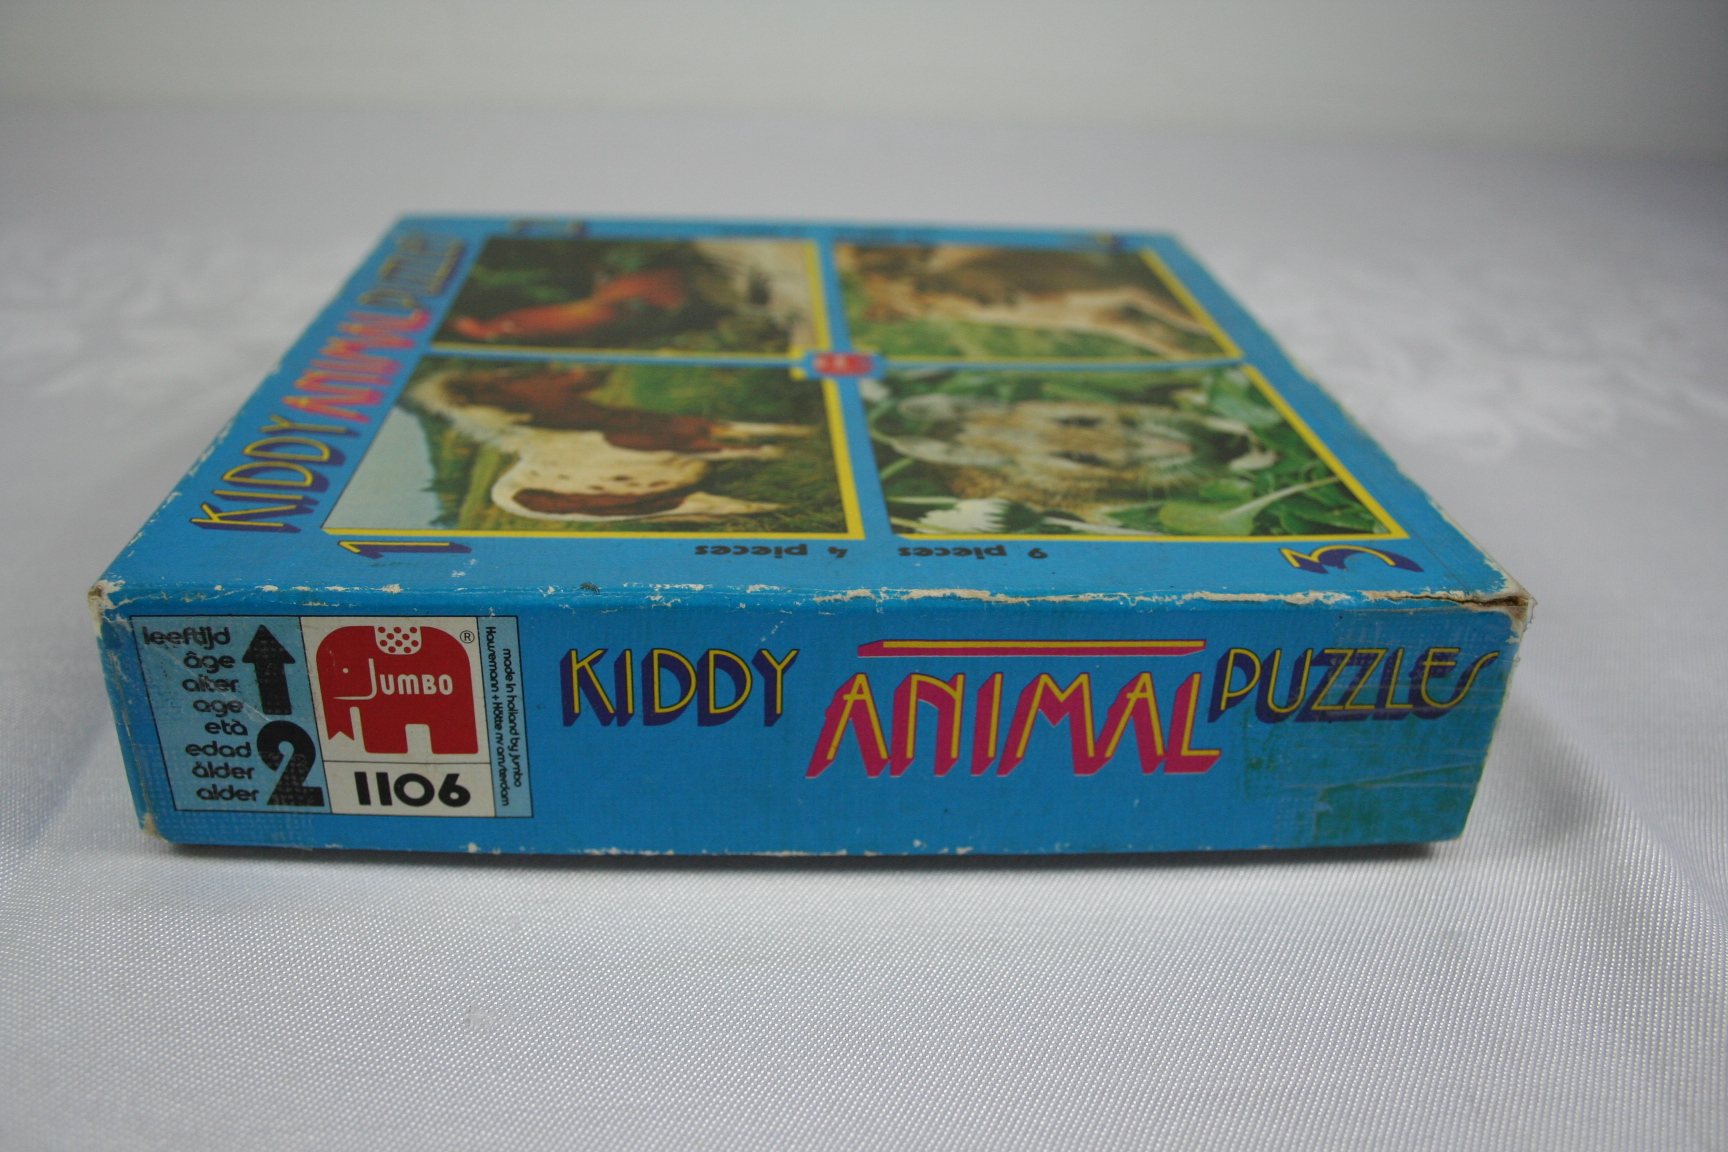 KIDDY ANIMAL PUZZLES
1
4 pieces
9 pieces
3
leeftijd
âge
alter
age
età
edad
ålder
alder
2
JUMBO
®
1106
made in holland by jumbo
Hausemann + Hötte nv amsterdam
KIDDY ANIMAL PUZZLES